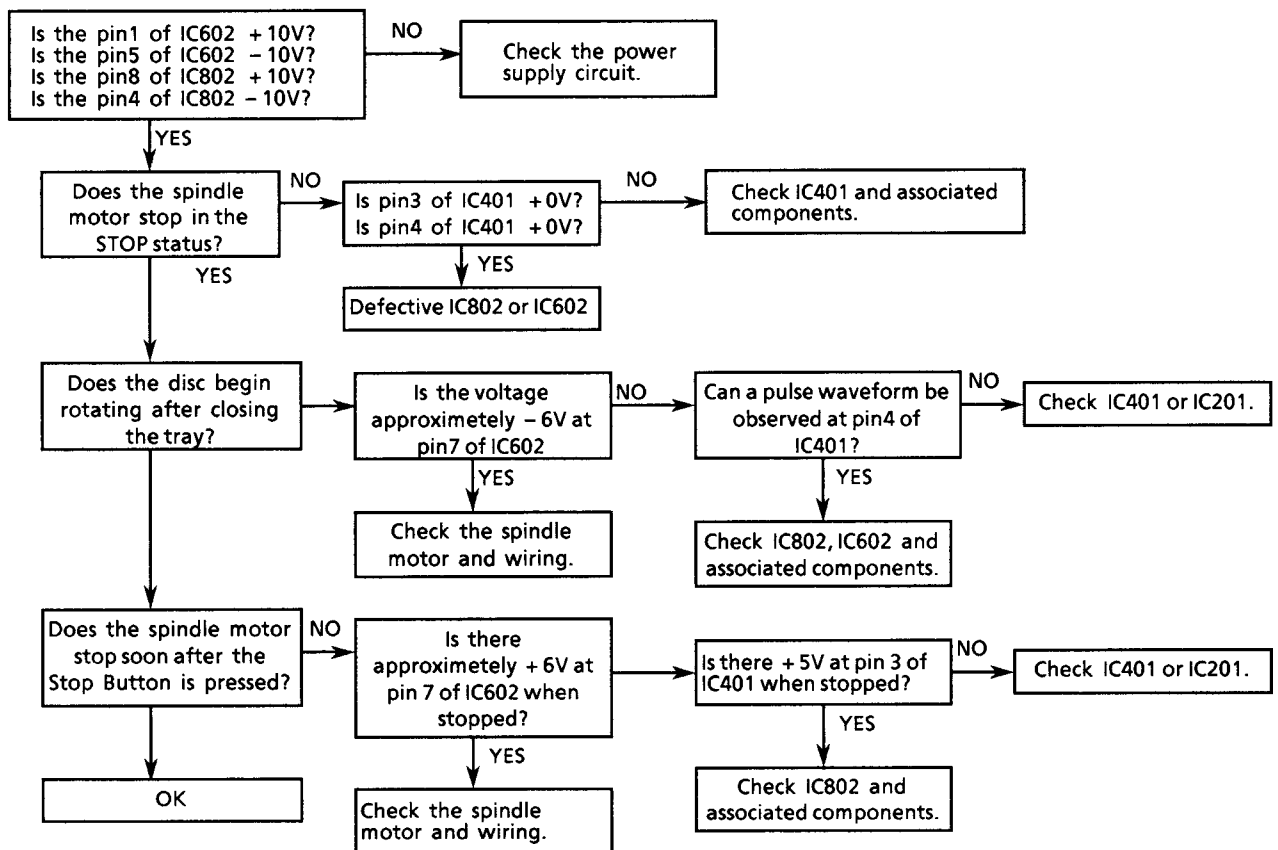 Is the pin1 of IC602 +10V?
Is the pin5 of IC602 −10V?
Is the pin8 of IC802 +10V?
Is the pin4 of IC802 −10V?
NO
Check the power
supply circuit.
YES
Does the spindle
motor stop in the
STOP status?
NO
Is pin3 of IC401 +0V?
Is pin4 of IC401 +0V?
NO
Check IC401 and associated
components.
YES
YES
Defective IC802 or IC602
Does the disc begin
rotating after closing
the tray?
Is the voltage
approximately −6V at
pin7 of IC602
NO
Can a pulse waveform be
observed at pin4 of
IC401?
NO
Check IC401 or IC201.
YES
YES
Check the spindle
motor and wiring.
Check IC802, IC602 and
associated components.
Does the spindle motor
stop soon after the
Stop Button is pressed?
NO
Is there
approximately +6V at
pin 7 of IC602 when
stopped?
Is there +5V at pin 3 of
IC401 when stopped?
NO
Check IC401 or IC201.
YES
YES
OK
Check the spindle
motor and wiring.
Check IC802 and
associated components.